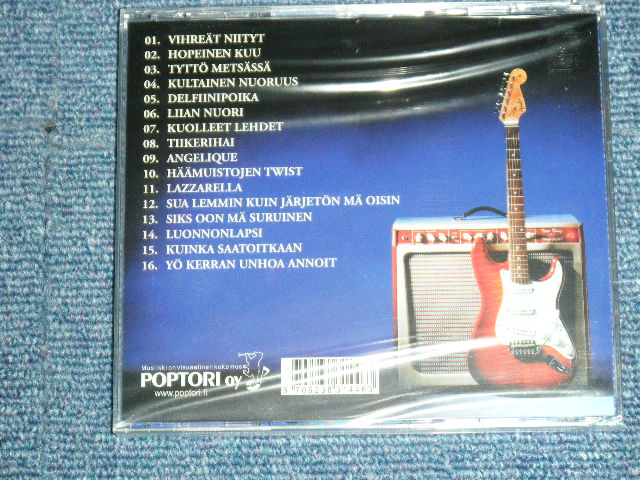 01. VIHREÄT NIITYT
02. HOPEINEN KUU
03. TYTTÖ METSÄSSÄ
04. KULTAINEN NUORUUS
05. DELFIINIPOIKA
06. LIIAN NUORI
07. KUOLLEET LEHDET
08. TIIKERIHAI
09. ANGELIQUE
10. HÄÄMUISTOJEN TWIST
11. LAZZARELLA
12. SUA LEMMIN KUIN JÄRJETÖN MÄ OISIN
13. SIKS OON MÄ SURUINEN
14. LUONNONLAPSI
15. KUINKA SAATOITKAAN
16. YÖ KERRAN UNHOA ANNOIT
POPTORI oy
www.poptori.fi